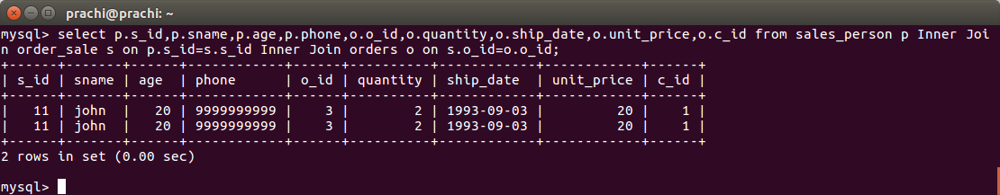 prachi@prachi: ~
mysql> select p.s_id,p.sname,p.age,p.phone,o.o_id,o.quantity,o.ship_date,o.unit_price,o.c_id from sales_person p Inner Joi
n order_sale s on p.s_id=s.s_id Inner Join orders o on s.o_id=o.o_id;
+------+-------+------+------------+------+----------+------------+------------+------+
| s_id | sname | age  | phone      | o_id | quantity | ship_date  | unit_price | c_id |
+------+-------+------+------------+------+----------+------------+------------+------+
|   11 | john  |   20 | 9999999999 |    3 |        2 | 1993-09-03 |         20 |    1 |
|   11 | john  |   20 | 9999999999 |    3 |        2 | 1993-09-03 |         20 |    1 |
+------+-------+------+------------+------+----------+------------+------------+------+
2 rows in set (0.00 sec)
mysql>